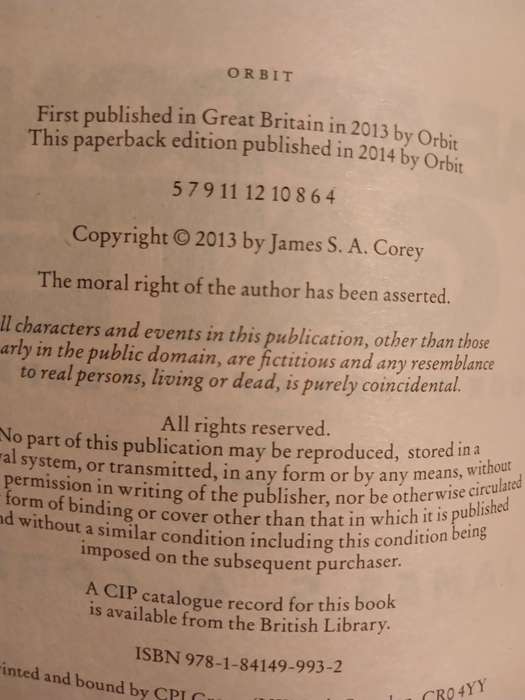 ORBIT
First published in Great Britain in 2013 by Orbit
This paperback edition published in 2014 by Orbit
5 7 9 11 12 10 8 6 4
Copyright © 2013 by James S. A. Corey
The moral right of the author has been asserted.
ll characters and events in this publication, other than those
arly in the public domain, are fictitious and any resemblance
to real persons, living or dead, is purely coincidental.
All rights reserved.
No part of this publication may be reproduced, stored in a
al system, or transmitted, in any form or by any means, without
permission in writing of the publisher, nor be otherwise circulated
form of binding or cover other than that in which it is published
nd without a similar condition including this condition being
imposed on the subsequent purchaser.
A CIP catalogue record for this book
is available from the British Library.
ISBN 978-1-84149-993-2
inted and bound by CPI CR0 4YY